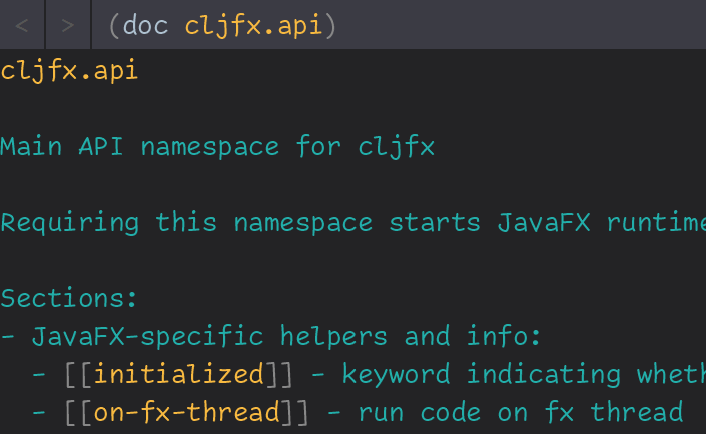 < > (doc cljfx.api)
cljfx.api
Main API namespace for cljfx
Requiring this namespace starts JavaFX runtime
Sections:
- JavaFX-specific helpers and info:
- [[initialized]] - keyword indicating wheth
- [[on-fx-thread]] - run code on fx thread